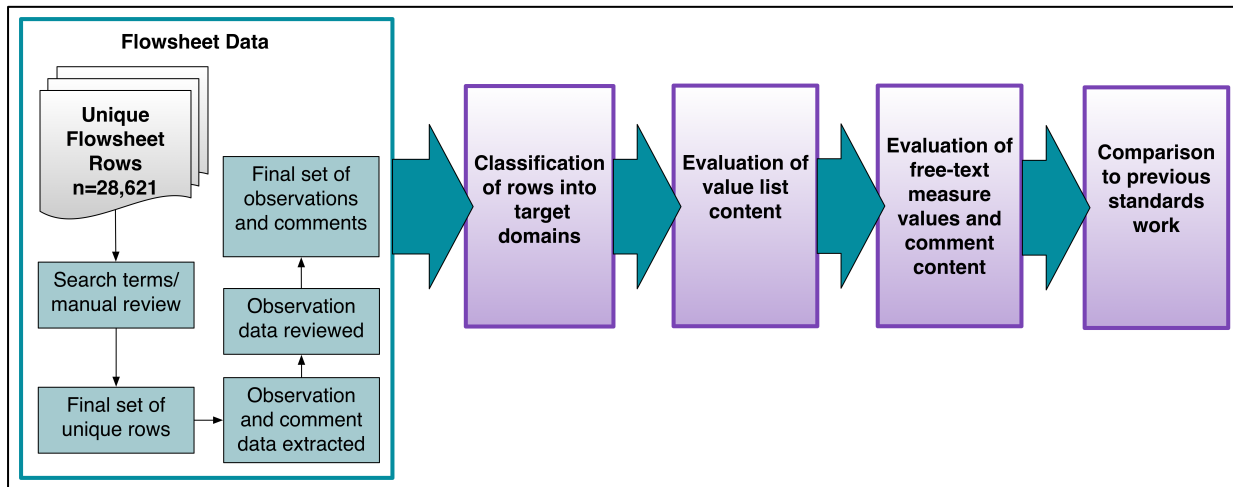 Flowsheet Data
Unique
Flowsheet
Rows
n=28,621
Search terms/
manual review
Final set of
unique rows
Observation
and comment
data extracted
Observation
data reviewed
Final set of
observations
and comments
Classification
of rows into
target
domains
Evaluation of
value list
content
Evaluation of
free-text
measure
values and
comment
content
Comparison
to previous
standards
work